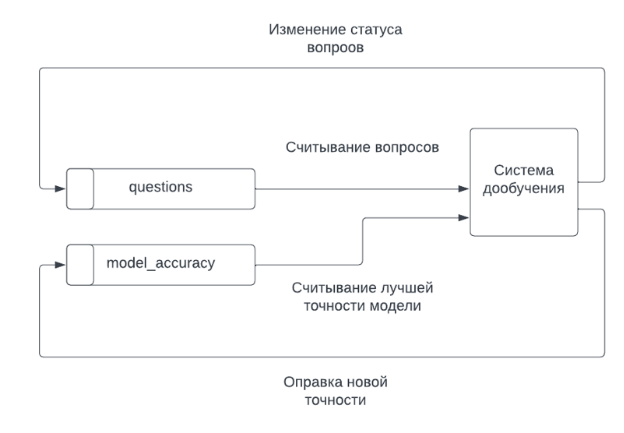 Изменение статуса
вопроов
Считывание вопросов
Система
дообучения
questions
model_accuracy
Считывание лучшей
точности модели
Оправка новой
точности